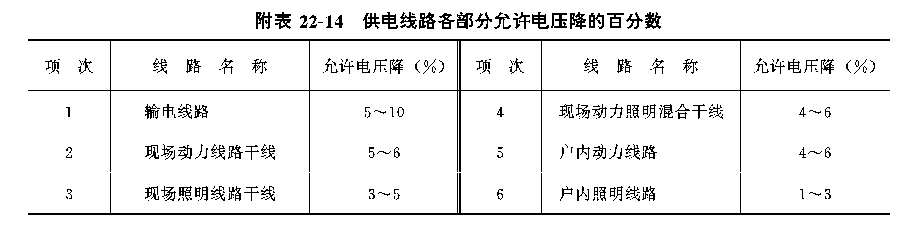 附表 22-14 供电线路各部分允许电压降的百分数
项 次 线 路 名 称 允许电压降（%） 项 次 线 路 名 称 允许电压降（%）
1 输电线路 5～10 4 现场动力照明混合干线 4～6
2 现场动力线路干线 5～6 5 户内动力线路 4～6
3 现场照明线路干线 3～5 6 户内照明线路 1～3